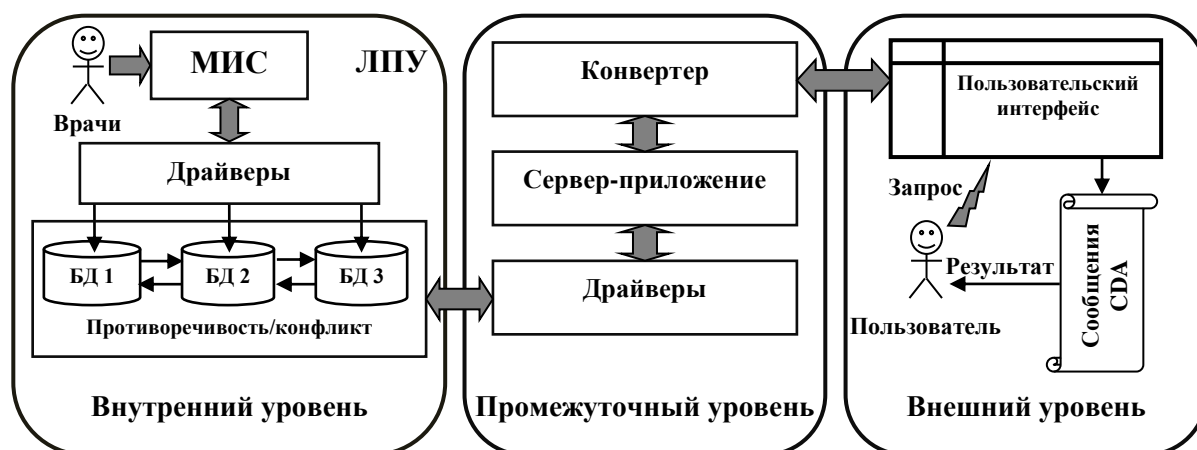 МИС
ЛПУ
Врачи
Драйверы
БД 1
БД 2
БД 3
Противоречивость/конфликт
Внутренний уровень
Конвертер
Сервер-приложение
Драйверы
Промежуточный уровень
Пользовательский
интерфейс
Запрос
Результат
Пользователь
Сообщения
CDA
Внешний уровень